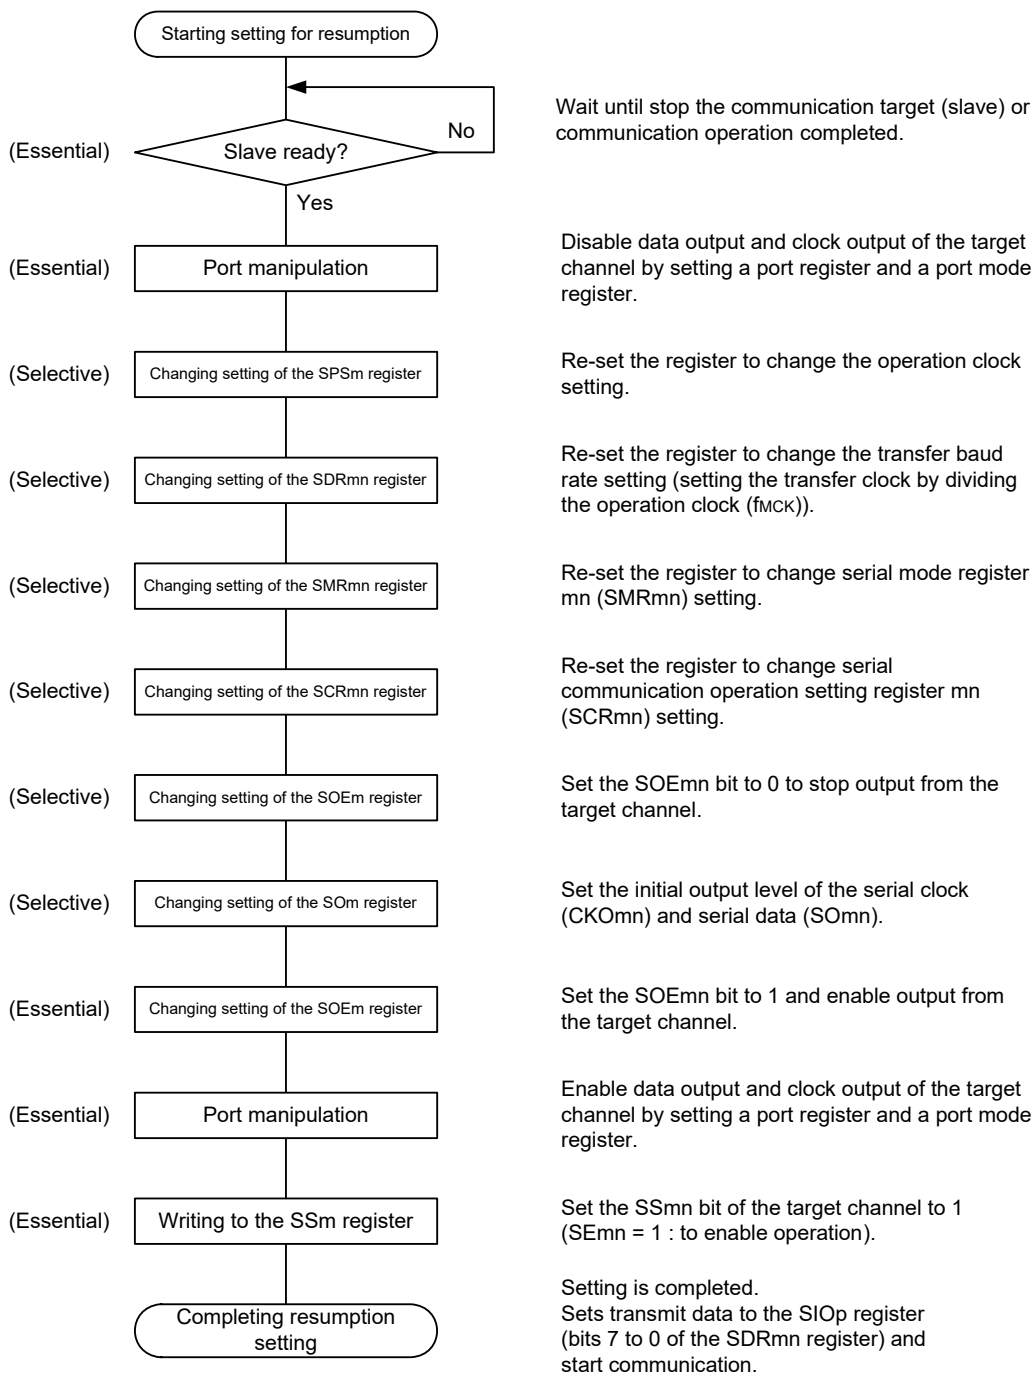 Starting setting for resumption
Wait until stop the communication target (slave) or
communication operation completed.
No
(Essential)
Slave ready?
Yes
Disable data output and clock output of the target
channel by setting a port register and a port mode
register.
(Essential)
Port manipulation
Re-set the register to change the operation clock
setting.
(Selective)
Changing setting of the SPSm register
Re-set the register to change the transfer baud
rate setting (setting the transfer clock by dividing
the operation clock (fMCK)).
(Selective)
Changing setting of the SDRmn register
Re-set the register to change serial mode register
mn (SMRmn) setting.
(Selective)
Changing setting of the SMRmn register
Re-set the register to change serial
communication operation setting register mn
(SCRmn) setting.
(Selective)
Changing setting of the SCRmn register
Set the SOEmn bit to 0 to stop output from the
target channel.
(Selective)
Changing setting of the SOEm register
Set the initial output level of the serial clock
(CKOmn) and serial data (SOmn).
(Selective)
Changing setting of the SOm register
Set the SOEmn bit to 1 and enable output from
the target channel.
(Essential)
Changing setting of the SOEm register
Enable data output and clock output of the target
channel by setting a port register and a port mode
register.
(Essential)
Port manipulation
Set the SSmn bit of the target channel to 1
(SEmn = 1 : to enable operation).
(Essential)
Writing to the SSm register
Completing resumption
setting
Setting is completed.
Sets transmit data to the SIOp register
(bits 7 to 0 of the SDRmn register) and
start communication.